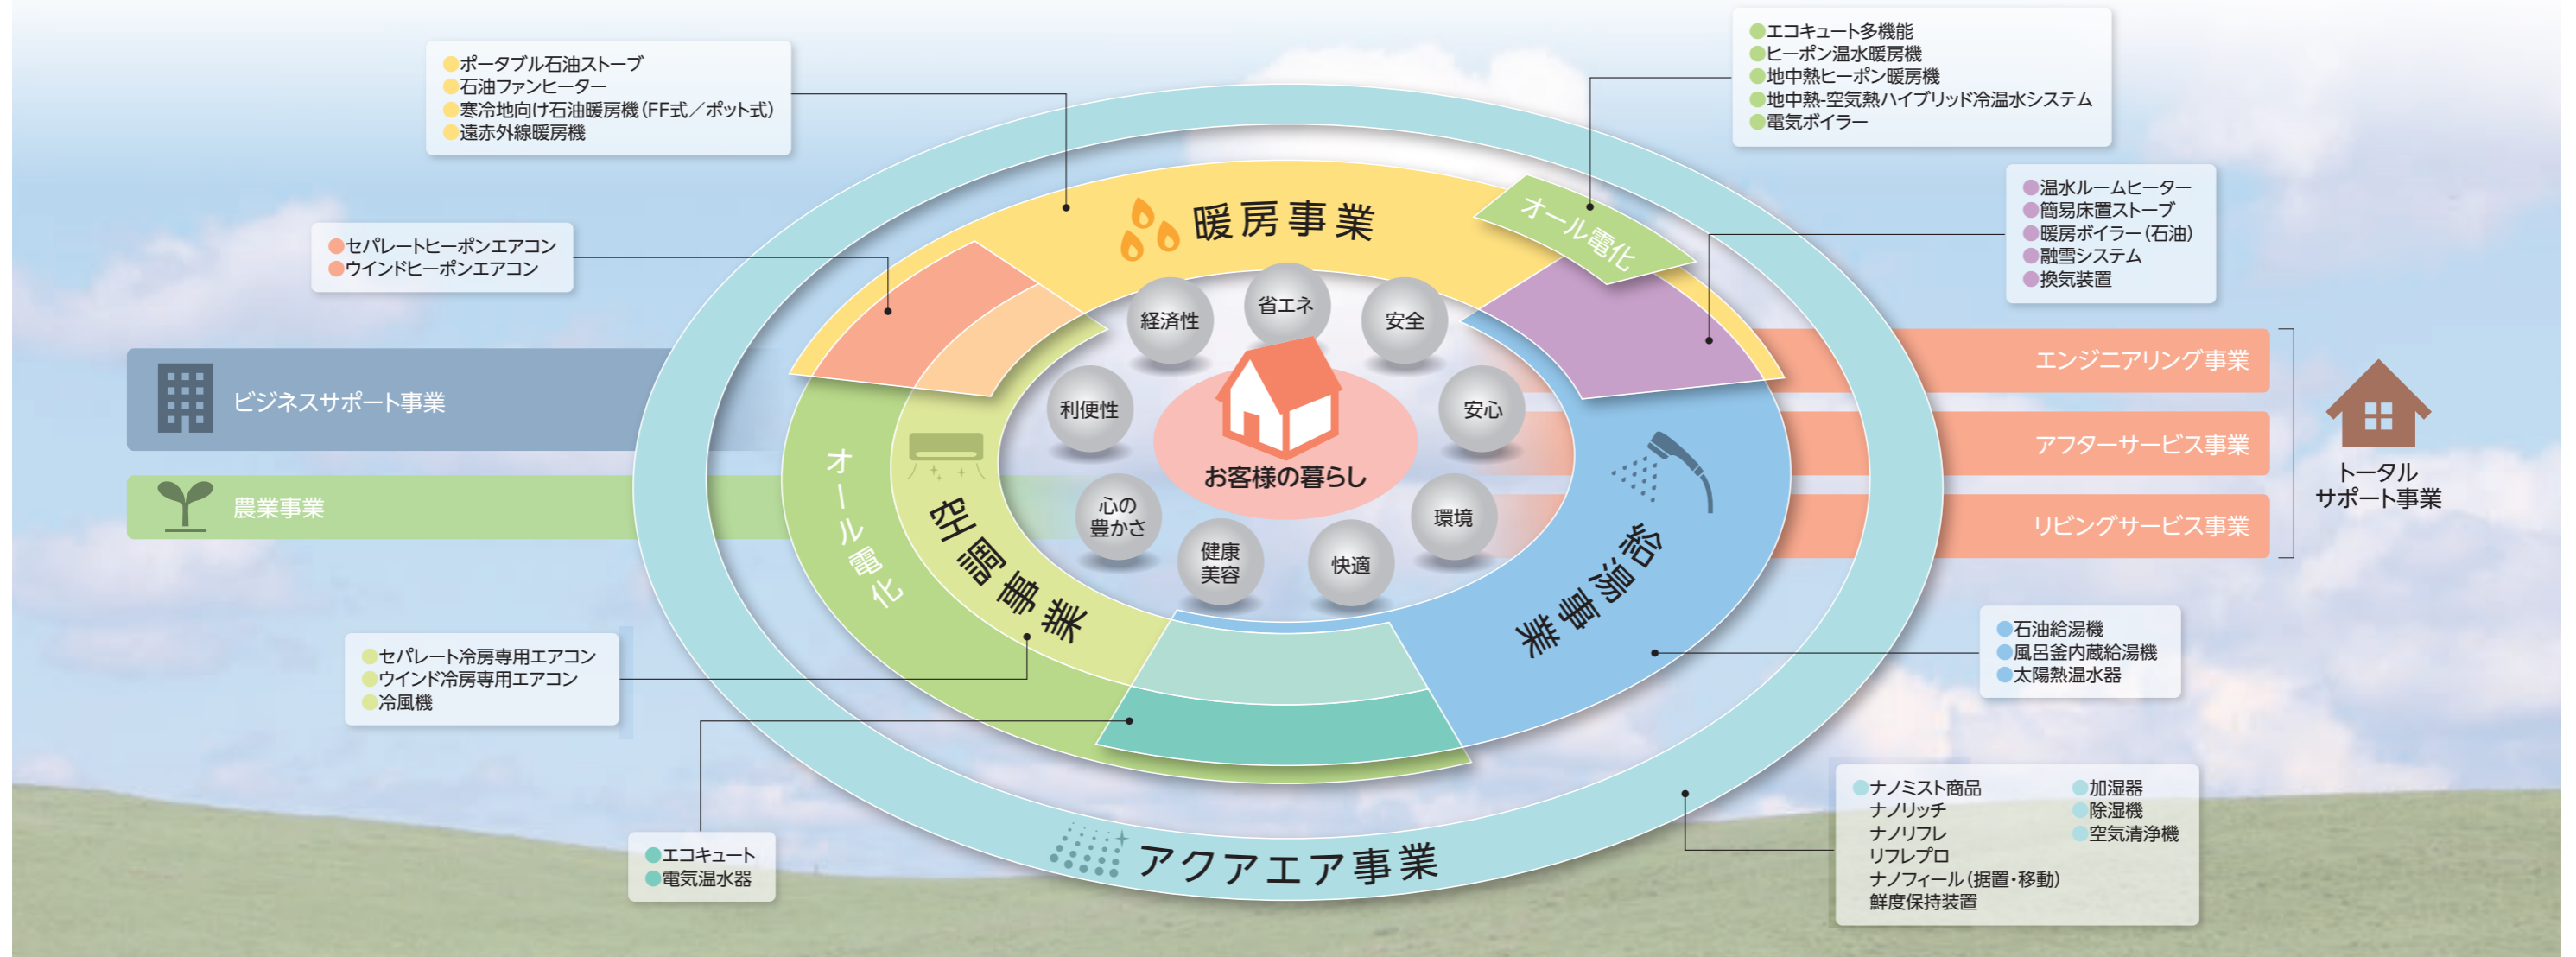 ●ポータブル石油ストーブ
●石油ファンヒーター
●寒冷地向け石油暖房機(FF式／ポット式)
●遠赤外線暖房機
●エコキュート多機能
●ヒーポン温水暖房機
●地中熱ヒーポン暖房機
●地中熱-空気熱ハイブリッド冷温水システム
●電気ボイラー
●セパレートヒーポンエアコン
●ウインドヒーポンエアコン
●温水ルームヒーター
●簡易床置ストーブ
●暖房ボイラー(石油)
●融雪システム
●換気装置
暖房事業
オール電化
経済性
省エネ
安全
利便性
安心
お客様の暮らし
心の
豊かさ
環境
健康
美容
快適
ビジネスサポート事業
農業事業
オール電化
空調事業
給湯事業
エンジニアリング事業
アフターサービス事業
リビングサービス事業
トータル
サポート事業
●セパレート冷房専用エアコン
●ウインド冷房専用エアコン
●冷風機
●石油給湯機
●風呂釜内蔵給湯機
●太陽熱温水器
●エコキュート
●電気温水器
アクアエア事業
●ナノミスト商品
ナノリッチ
ナノリフレ
リフレプロ
ナノフィール(据置・移動)
鮮度保持装置
●加湿器
●除湿機
●空気清浄機